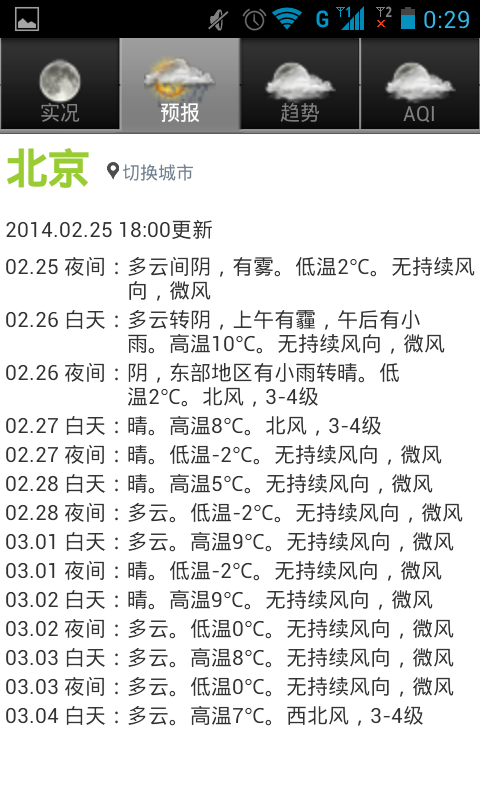 G 1 2 0:29
实况 预报 趋势 AQI
北京 切换城市
2014.02.25 18:00更新
02.25 夜间：多云间阴，有雾。低温2℃。无持续风
向，微风
02.26 白天：多云转阴，上午有霾，午后有小
雨。高温10℃。无持续风向，微风
02.26 夜间：阴，东部地区有小雨转晴。低
温2℃。北风，3-4级
02.27 白天：晴。高温8℃。北风，3-4级
02.27 夜间：晴。低温-2℃。无持续风向，微风
02.28 白天：晴。高温5℃。无持续风向，微风
02.28 夜间：多云。低温-2℃。无持续风向，微风
03.01 白天：多云。高温9℃。无持续风向，微风
03.01 夜间：晴。低温-2℃。无持续风向，微风
03.02 白天：晴。高温9℃。无持续风向，微风
03.02 夜间：多云。低温0℃。无持续风向，微风
03.03 白天：多云。高温8℃。无持续风向，微风
03.03 夜间：多云。低温0℃。无持续风向，微风
03.04 白天：多云。高温7℃。西北风，3-4级